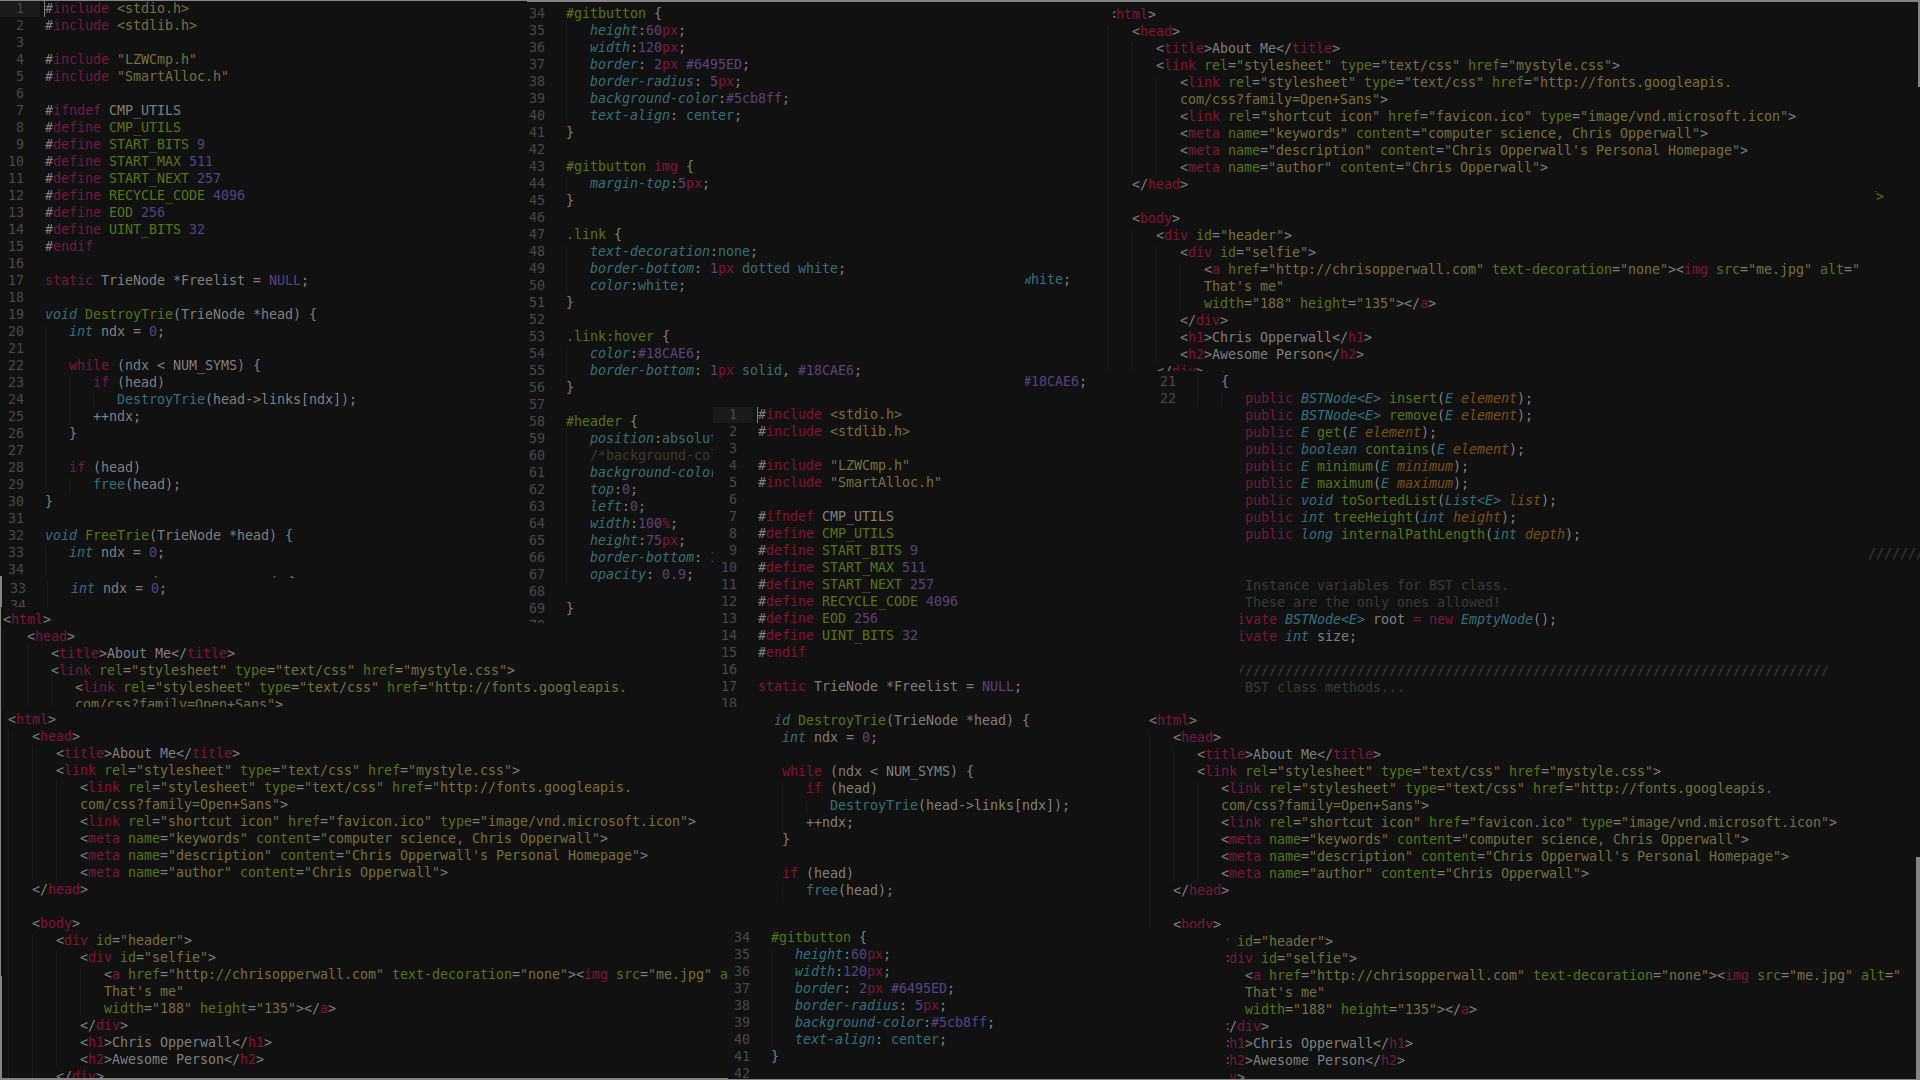 1 #include <stdio.h>
2 #include <stdlib.h>
3
4 #include "LZWCmp.h"
5 #include "SmartAlloc.h"
6
7 #ifndef CMP_UTILS
8 #define CMP_UTILS
9 #define START_BITS 9
10 #define START_MAX 511
11 #define START_NEXT 257
12 #define RECYCLE_CODE 4096
13 #define EOD 256
14 #define UINT_BITS 32
15 #endif
16
17 static TrieNode *Freelist = NULL;
18
19 void DestroyTrie(TrieNode *head) {
20 int ndx = 0;
21
22 while (ndx < NUM_SYMS) {
23 if (head)
24 DestroyTrie(head->links[ndx]);
25 ++ndx;
26 }
27
28 if (head)
29 free(head);
30 }
31
32 void FreeTrie(TrieNode *head) {
33 int ndx = 0;
34
33 int ndx = 0;
34
<html>
<head>
<title>About Me</title>
<link rel="stylesheet" type="text/css" href="mystyle.css">
<link rel="stylesheet" type="text/css" href="http://fonts.googleapis.
com/css?family=Open+Sans">
<html>
<head>
<title>About Me</title>
<link rel="stylesheet" type="text/css" href="mystyle.css">
<link rel="stylesheet" type="text/css" href="http://fonts.googleapis.
com/css?family=Open+Sans">
<link rel="shortcut icon" href="favicon.ico" type="image/vnd.microsoft.icon">
<meta name="keywords" content="computer science, Chris Opperwall">
<meta name="description" content="Chris Opperwall's Personal Homepage">
<meta name="author" content="Chris Opperwall">
</head>
<body>
<div id="header">
<div id="selfie">
<a href="http://chrisopperwall.com" text-decoration="none"><img src="me.jpg" a
That's me"
width="188" height="135"></a>
</div>
<h1>Chris Opperwall</h1>
<h2>Awesome Person</h2>
</div>
34 #gitbutton {
35 height:60px;
36 width:120px;
37 border: 2px #6495ED;
38 border-radius: 5px;
39 background-color:#5cb8ff;
40 text-align: center;
41 }
42
43 #gitbutton img {
44 margin-top:5px;
45 }
46
47 .link {
48 text-decoration:none;
49 border-bottom: 1px dotted white;
50 color:white;
51 }
52
53 .link:hover {
54 color:#18CAE6;
55 border-bottom: 1px solid, #18CAE6;
56 }
57
58 #header {
59 position:absolut
60 /*background-co
61 background-color
62 top:0;
63 left:0;
64 width:100%;
65 height:75px;
66 border-bottom:
67 opacity: 0.9;
68
69 }
white;
#18CAE6;
1 #include <stdio.h>
2 #include <stdlib.h>
3
4 #include "LZWCmp.h"
5 #include "SmartAlloc.h"
6
7 #ifndef CMP_UTILS
8 #define CMP_UTILS
9 #define START_BITS 9
10 #define START_MAX 511
11 #define START_NEXT 257
12 #define RECYCLE_CODE 4096
13 #define EOD 256
14 #define UINT_BITS 32
15 #endif
16
17 static TrieNode *Freelist = NULL;
18
id DestroyTrie(TrieNode *head) {
int ndx = 0;
while (ndx < NUM_SYMS) {
if (head)
DestroyTrie(head->links[ndx]);
++ndx;
}
if (head)
free(head);
34 #gitbutton {
35 height:60px;
36 width:120px;
37 border: 2px #6495ED;
38 border-radius: 5px;
39 background-color:#5cb8ff;
40 text-align: center;
41 }
42
html>
<head>
<title>About Me</title>
<link rel="stylesheet" type="text/css" href="mystyle.css">
<link rel="stylesheet" type="text/css" href="http://fonts.googleapis.
com/css?family=Open+Sans">
<link rel="shortcut icon" href="favicon.ico" type="image/vnd.microsoft.icon">
<meta name="keywords" content="computer science, Chris Opperwall">
<meta name="description" content="Chris Opperwall's Personal Homepage">
<meta name="author" content="Chris Opperwall">
</head>
>
<body>
<div id="header">
<div id="selfie">
<a href="http://chrisopperwall.com" text-decoration="none"><img src="me.jpg" alt="
That's me"
width="188" height="135"></a>
</div>
<h1>Chris Opperwall</h1>
<h2>Awesome Person</h2>
</div>
21 {
22 public BSTNode<E> insert(E element);
public BSTNode<E> remove(E element);
public E get(E element);
public boolean contains(E element);
public E minimum(E minimum);
public E maximum(E maximum);
public void toSortedList(List<E> list);
public int treeHeight(int height);
public long internalPathLength(int depth);
///////
Instance variables for BST class.
These are the only ones allowed!
ivate BSTNode<E> root = new EmptyNode();
ivate int size;
//////////////////////////////////////////////////////////////////////////
BST class methods...
<html>
<head>
<title>About Me</title>
<link rel="stylesheet" type="text/css" href="mystyle.css">
<link rel="stylesheet" type="text/css" href="http://fonts.googleapis.
com/css?family=Open+Sans">
<link rel="shortcut icon" href="favicon.ico" type="image/vnd.microsoft.icon">
<meta name="keywords" content="computer science, Chris Opperwall">
<meta name="description" content="Chris Opperwall's Personal Homepage">
<meta name="author" content="Chris Opperwall">
</head>
<body>
id="header">
div id="selfie">
<a href="http://chrisopperwall.com" text-decoration="none"><img src="me.jpg" alt="
That's me"
width="188" height="135"></a>
/div>
h1>Chris Opperwall</h1>
h2>Awesome Person</h2>